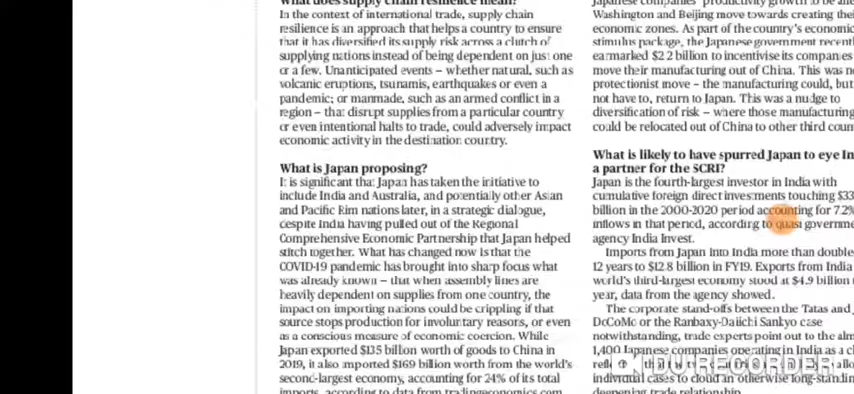 What does supply chain resilience mean?
In the context of international trade, supply chain
resilience is an approach that helps a country to ensure
that it has diversified its supply risk across a clutch of
supplying nations instead of being dependent on just one
or a few. Unanticipated events – whether natural, such as
volcanic eruptions, tsunamis, earthquakes or even a
pandemic; or manmade, such as an armed conflict in a
region – that disrupt supplies from a particular country
or even intentional halts to trade, could adversely impact
economic activity in the destination country.
What is Japan proposing?
It is significant that Japan has taken the initiative to
include India and Australia, and potentially other Asian
and Pacific Rim nations later, in a strategic dialogue,
despite India having pulled out of the Regional
Comprehensive Economic Partnership that Japan helped
stitch together. What has changed now is that the
COVID-19 pandemic has brought into sharp focus what
was already known – that when assembly lines are
heavily dependent on supplies from one country, the
impact on importing nations could be crippling if that
source stops production for involuntary reasons, or even
as a conscious measure of economic coercion. While
Japan exported $135 billion worth of goods to China in
2019, it also imported $169 billion worth from the world's
second-largest economy, accounting for 24% of its total
imports, according to data from tradingeconomics.com
Japanese companies' productivity growth to be
Washington and Beijing move towards creating thei
economic zones. As part of the country's economic
stimulus package, the Japanese government recent
earmarked $2.2 billion to incentivise its companies
move their manufacturing out of China. This was n
protectionist move – the manufacturing could, but
not have to, return to Japan. This was a nudge to
diversification of risk – where those manufacturing
could be relocated out of China to other third coun
What is likely to have spurred Japan to eye In
a partner for the SCRI?
Japan is the fourth-largest investor in India with
cumulative foreign direct investments touching $33
billion in the 2000-2020 period accounting for 7.2%
inflows in that period, according to quasi governme
agency India Invest.
Imports from Japan into India more than double
12 years to $12.8 billion in FY19. Exports from India
world's third-largest economy stood at $4.9 billion
year, data from the agency showed.
The corporate stand-offs between the Tatas and
DoCoMo or the Ranbaxy-Daiichi Sankyo case
notwithstanding, trade experts point out to the alm
1,400 Japanese companies operating in India as a c
individual cases to cloud an otherwise long-standin
deepening trade relationship.
DU RECORDER